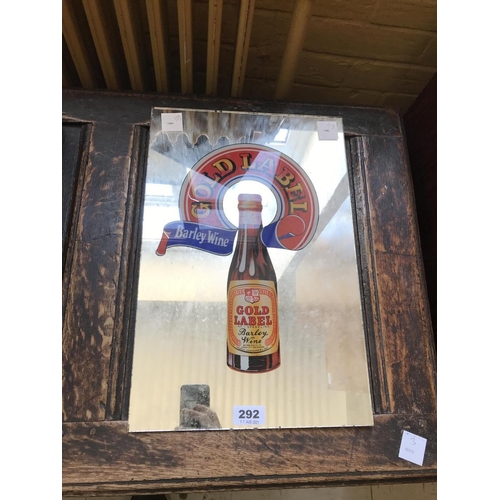 GOLD LABEL
Barley Wine
GOLD
LABEL
Barley
Wine
292